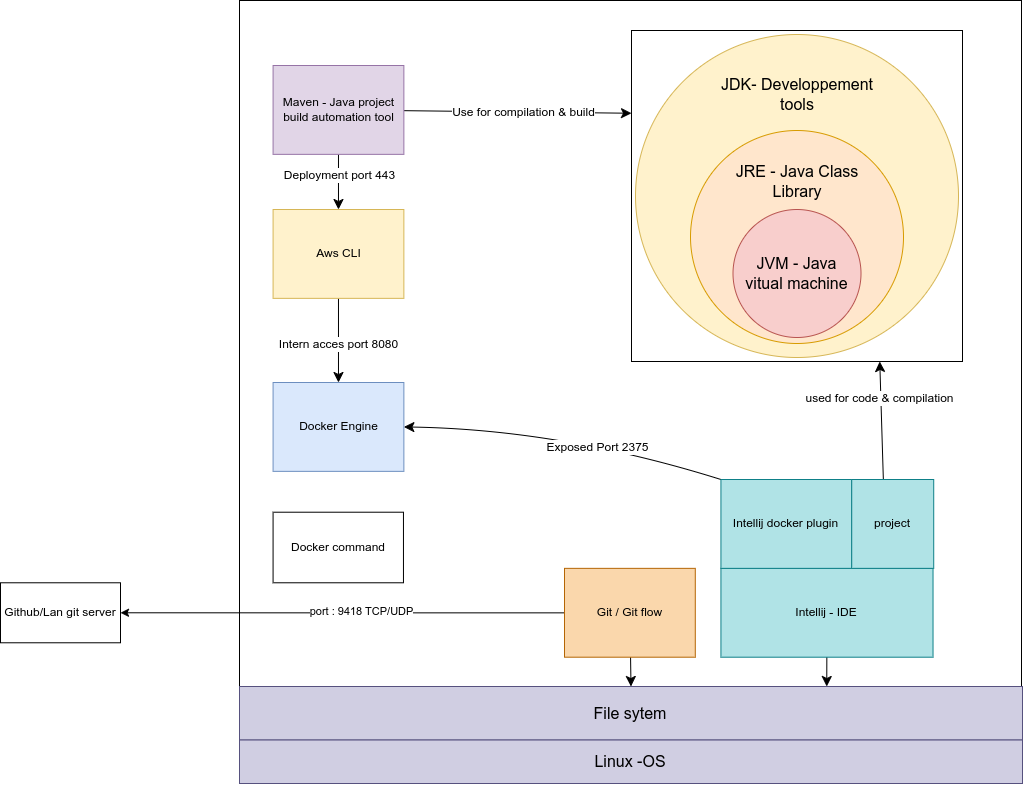 JDK- Developpement
tools
Maven - Java project
build automation tool
Use for compilation & build
JRE - Java Class
Library
Deployment port 443
Aws CLI
JVM - Java
vitual machine
Intern acces port 8080
used for code & compilation
Docker Engine
Exposed Port 2375
Intellij docker plugin
project
Docker command
Github/Lan git server
port : 9418 TCP/UDP
Git / Git flow
Intellij - IDE
File sytem
Linux -OS